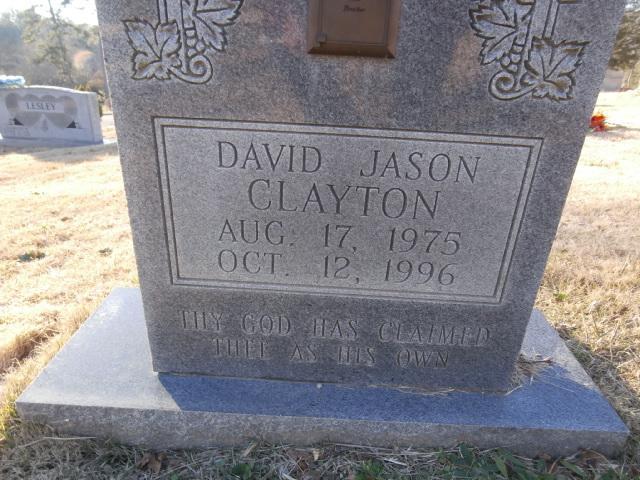 DAVID JASON
CLAYTON
AUG. 17, 1975
OCT. 12, 1996
THY GOD HAS CLAIMED
THEE AS HIS OWN
LESLEY